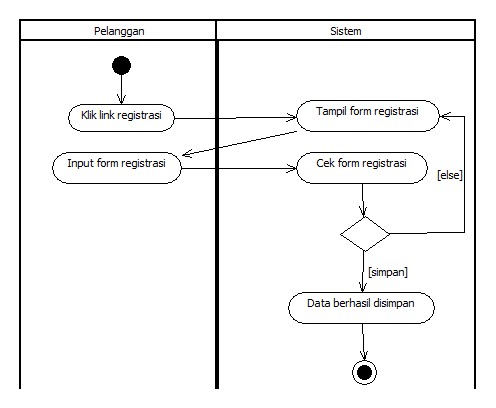 Pelanggan
Sistem
Klik link registrasi
Tampil form registrasi
Input form registrasi
Cek form registrasi
[else]
[simpan]
Data berhasil disimpan